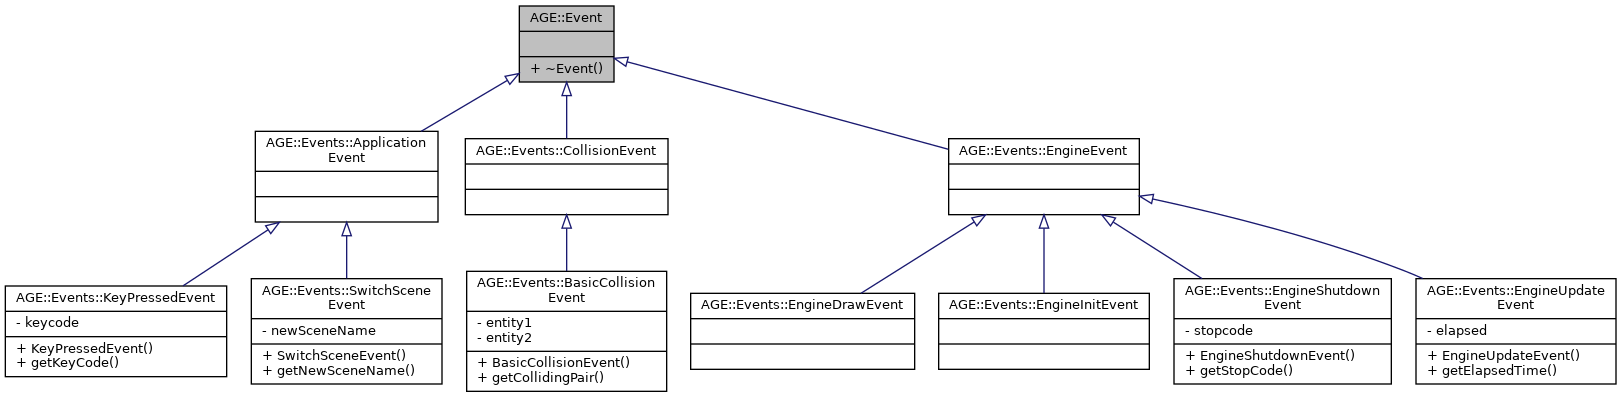 AGE::Event
+ ~Event()
AGE::Events::Application
Event
AGE::Events::CollisionEvent
AGE::Events::EngineEvent
AGE::Events::KeyPressedEvent
- keycode
+ KeyPressedEvent()
+ getKeyCode()
AGE::Events::SwitchScene
Event
- newSceneName
+ SwitchSceneEvent()
+ getNewSceneName()
AGE::Events::BasicCollision
Event
- entity1
- entity2
+ BasicCollisionEvent()
+ getCollidingPair()
AGE::Events::EngineDrawEvent
AGE::Events::EngineInitEvent
AGE::Events::EngineShutdown
Event
- stopcode
+ EngineShutdownEvent()
+ getStopCode()
AGE::Events::EngineUpdate
Event
- elapsed
+ EngineUpdateEvent()
+ getElapsedTime()